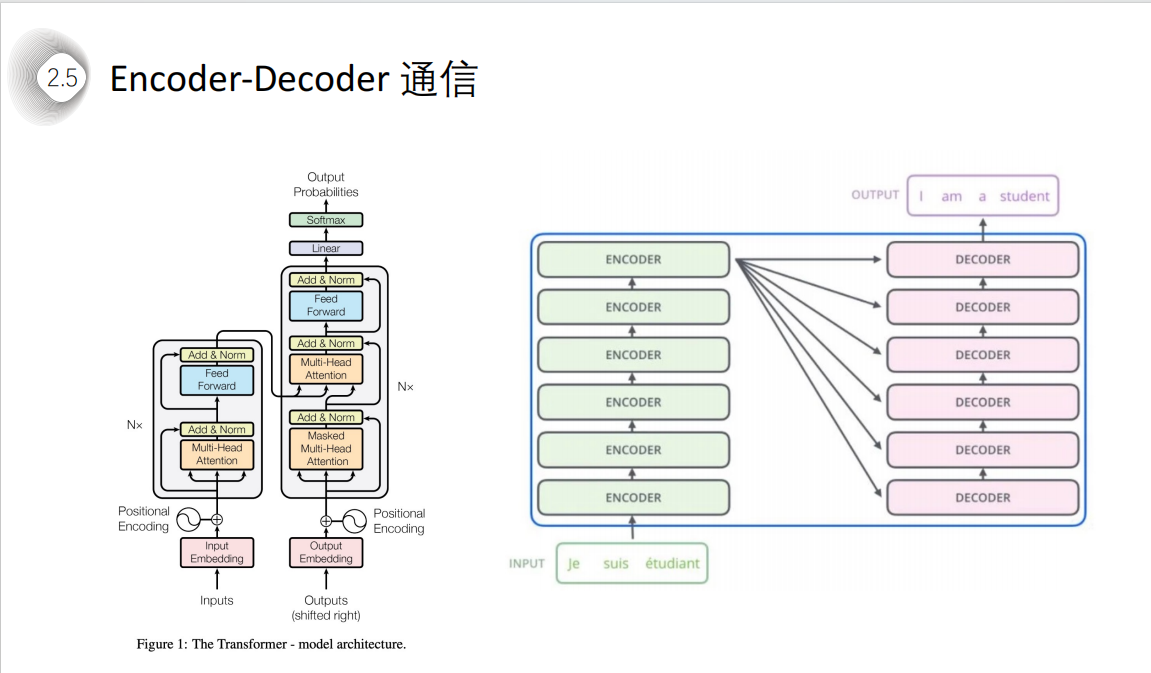 2.5
Encoder-Decoder 通信
Output
Probabilities
Softmax
Linear
Add & Norm
Feed
Forward
Add & Norm
Multi-Head
Attention
Add & Norm
Masked
Multi-Head
Attention
Nx
Add & Norm
Feed
Forward
Add & Norm
Multi-Head
Attention
Nx
Positional
Encoding
Positional
Encoding
Input
Embedding
Output
Embedding
Inputs
Outputs
(shifted right)
Figure 1: The Transformer - model architecture.
OUTPUT
I am a student
ENCODER
ENCODER
ENCODER
ENCODER
ENCODER
ENCODER
DECODER
DECODER
DECODER
DECODER
DECODER
DECODER
INPUT
Je suis étudiant